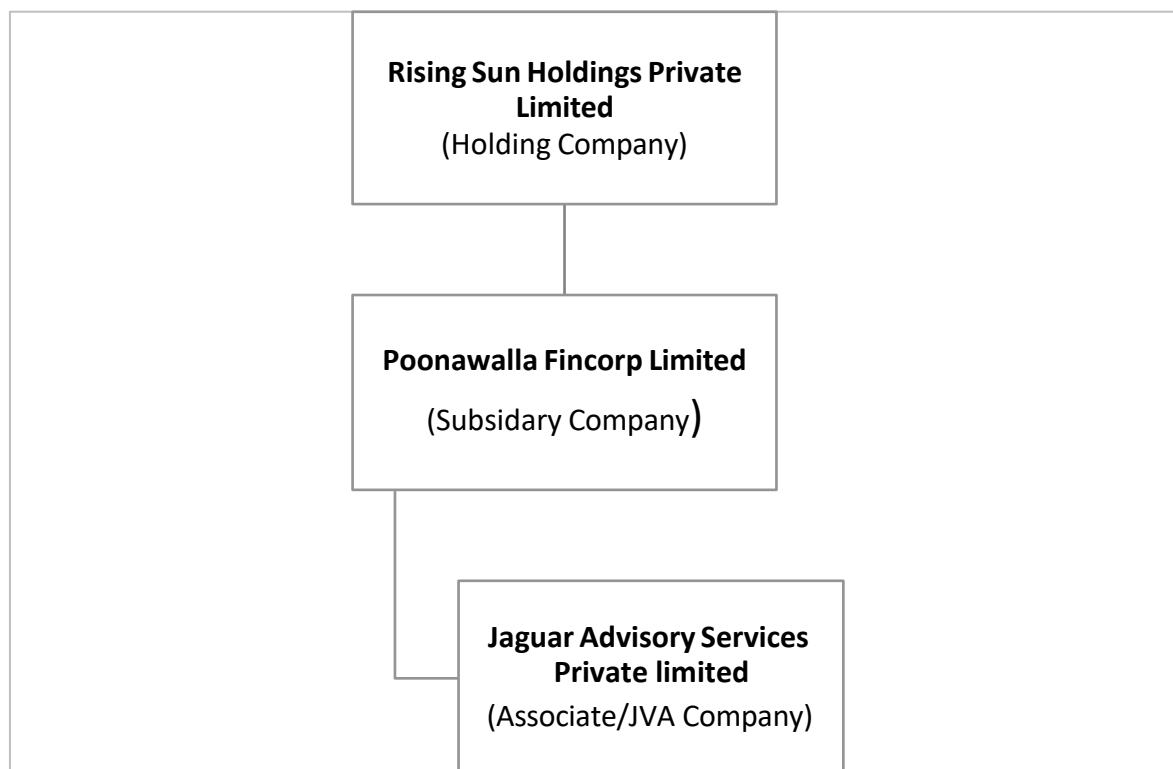 Rising Sun Holdings Private
Limited
(Holding Company)
Poonawalla Fincorp Limited
(Subsidary Company)
Jaguar Advisory Services
Private limited
(Associate/JVA Company)